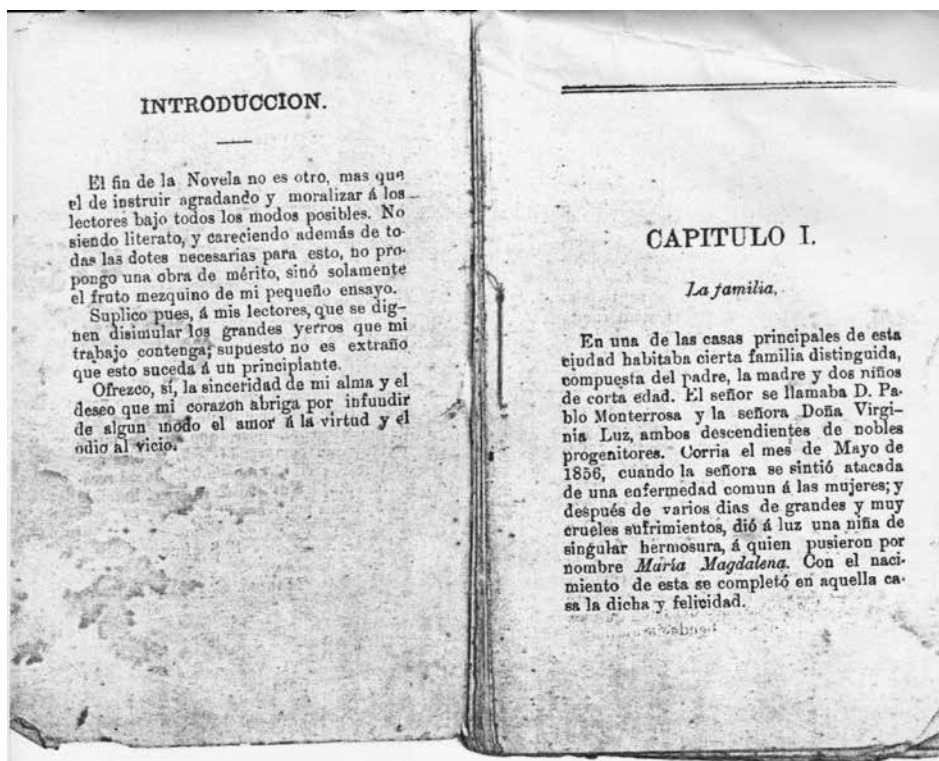 INTRODUCCION.
El fin de la Novela no es otro, mas que
el de instruir agradando y moralizar á los
lectores bajo todos los modos posibles. No
siendo literato, y careciendo además de to-
das las dotes necesarias para esto, no pro-
pongo una obra de mérito, sinó solamente
el fruto mezquino de mi pequeño ensayo.
Suplico pues, á mis lectores, que se dig-
nen disimular los grandes yerros que mi
trabajo contenga; supuesto no es extraño
que esto suceda á un principiante.
Ofrezco, sí, la sinceridad de mi alma y el
deseo que mi corazon abriga por infundir
de algun modo el amor á la virtud y el
odio al vicio.
CAPITULO I.
La familia.
En una de las casas principales de esta
ciudad habitaba cierta familia distinguida,
compuesta del padre, la madre y dos niños
de corta edad. El señor se llamaba D. Pa-
blo Monterrosa y la señora Doña Virgi-
nia Luz, ambos descendientes de nobles
progenitores. Corria el mes de Mayo de
1856, cuando la señora se sintió atacada
de una enfermedad comun á las mujeres; y
después de varios dias de grandes y muy
crueles sufrimientos, dió á luz una niña de
singular hermosura, á quien pusieron por
nombre María Magdalena. Con el naci-
miento de esta se completó en aquella ca-
sa la dicha y felicidad.